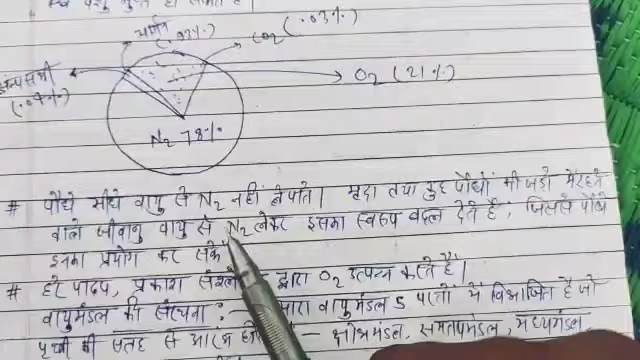 आर्गन
(.93%)
CO2 (.03%)
O2 (21%)
N2 78%
# पौधे सीधे वायु से N2 नहीं ले पाते। मृदा तथा कुछ पौधों की जड़ो में रहने
वाले जीवाणु वायु से N2 लेकर इसका स्वरूप बदल देते हैं, जिससे पौधे
इसका प्रयोग कर सकें
# हरे पादप, प्रकाश संश्ले द्वारा O2 उत्पन्न करते हैं।
वायुमंडल की संरचना :- मारा वायुमंडल 5 परतों में विभाजित है जो
पृथ्वी की सतह से आरंभ हो — क्षोभमंडल, समतापमंडल, मध्यमंडल,